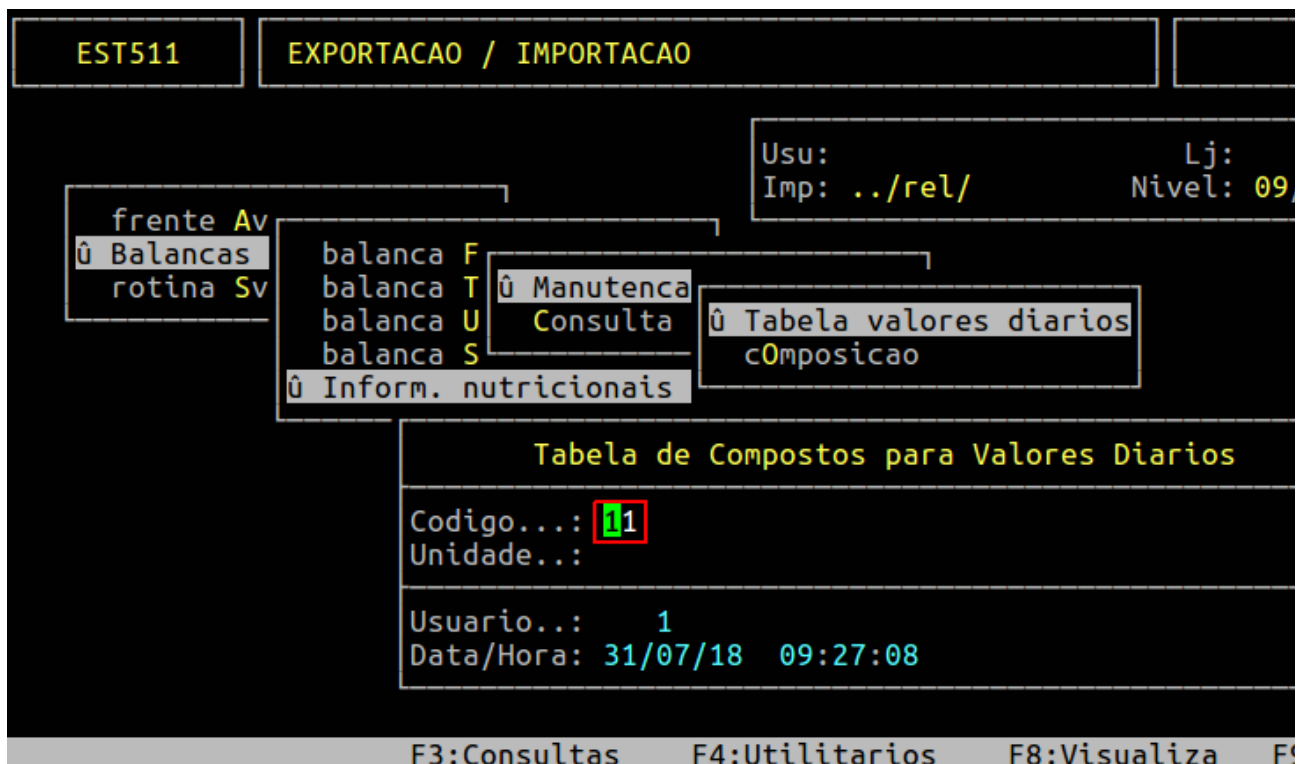 EST511 EXPORTACAO / IMPORTACAO
Usu: Lj:
Imp: ../rel/ Nivel: 09/
frente Av
û Balancas balanca F
rotina Sv balanca T û Manutenca
balanca U Consulta û Tabela valores diarios
balanca S cOmposicao
û Inform. nutricionais
Tabela de Compostos para Valores Diarios
Codigo...: 11
Unidade..:
Usuario..: 1
Data/Hora: 31/07/18 09:27:08
F3:Consultas F4:Utilitarios F8:Visualiza